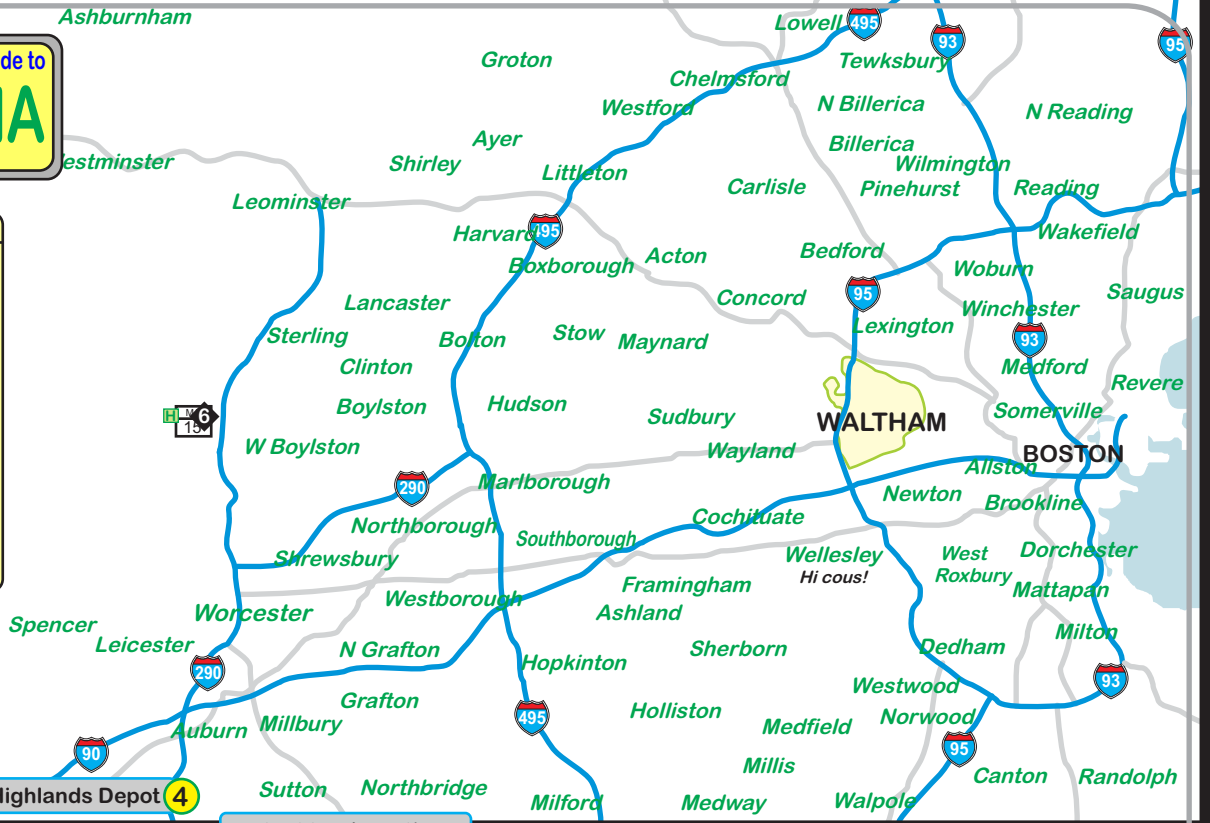 Ashburnham
Lowell
495
93
95
de to
Groton
Tewksbury
Chelmsford
MA
Westford
N Billerica
N Reading
Ayer
Billerica
estminster
Shirley
Littleton
Wilmington
Carlisle
Pinehurst
Reading
Leominster
Harvard
495
Wakefield
Boxborough
Acton
Bedford
Woburn
95
Saugus
Lancaster
Concord
Winchester
Lexington
Sterling
Bolton
Stow
Maynard
93
Clinton
Medford
Revere
Boylston
Hudson
Sudbury
Somerville
H
6
15
WALTHAM
W Boylston
Wayland
BOSTON
Allston
290
Marlborough
Newton
Brookline
Northborough
Cochituate
Southborough
Shrewsbury
Wellesley
Hi cous!
West
Roxbury
Dorchester
Framingham
Mattapan
Westborough
Ashland
Worcester
Spencer
Leicester
N Grafton
Sherborn
Dedham
Milton
290
Hopkinton
93
Westwood
Grafton
495
Holliston
Norwood
Auburn
Millbury
Medfield
90
95
Millis
Canton
Randolph
Highlands Depot
4
Sutton
Northbridge
Milford
Medway
Walpole